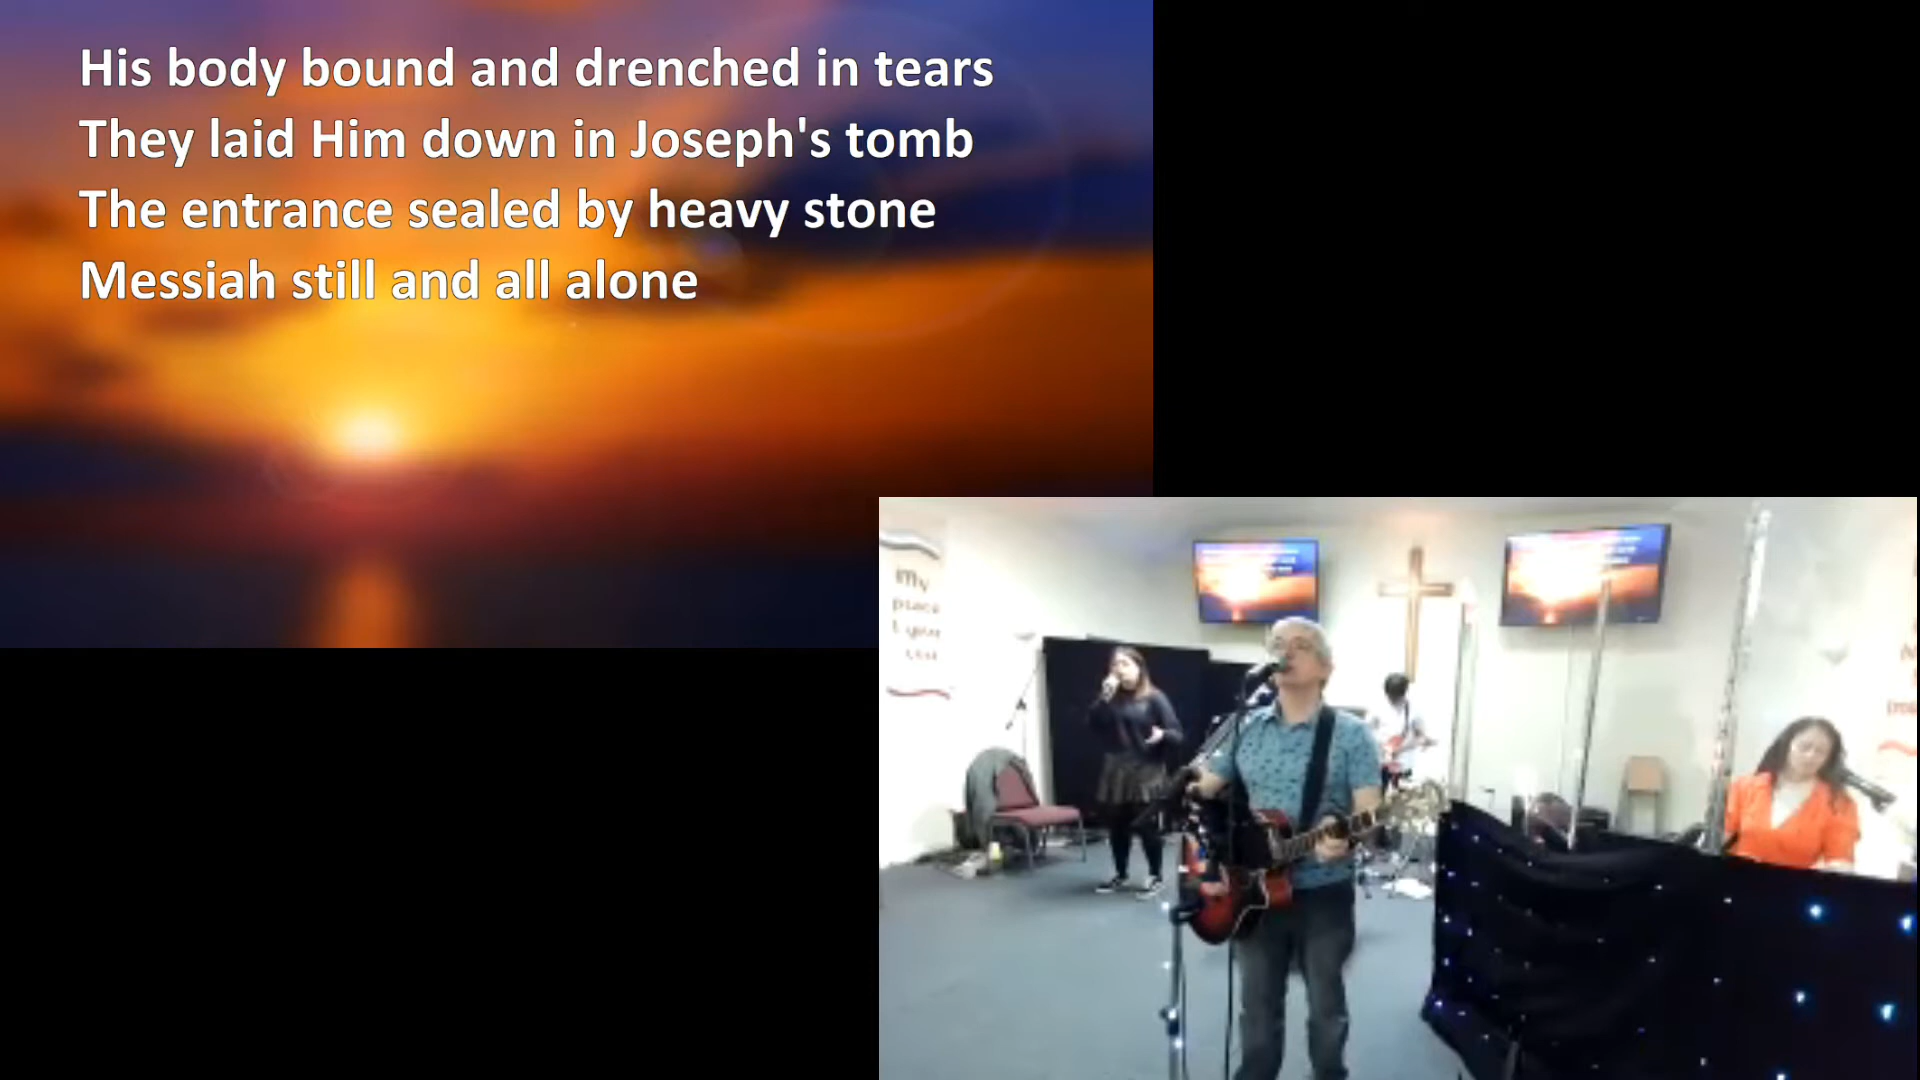 His body bound and drenched in tears
They laid Him down in Joseph's tomb
The entrance sealed by heavy stone
Messiah still and all alone
My